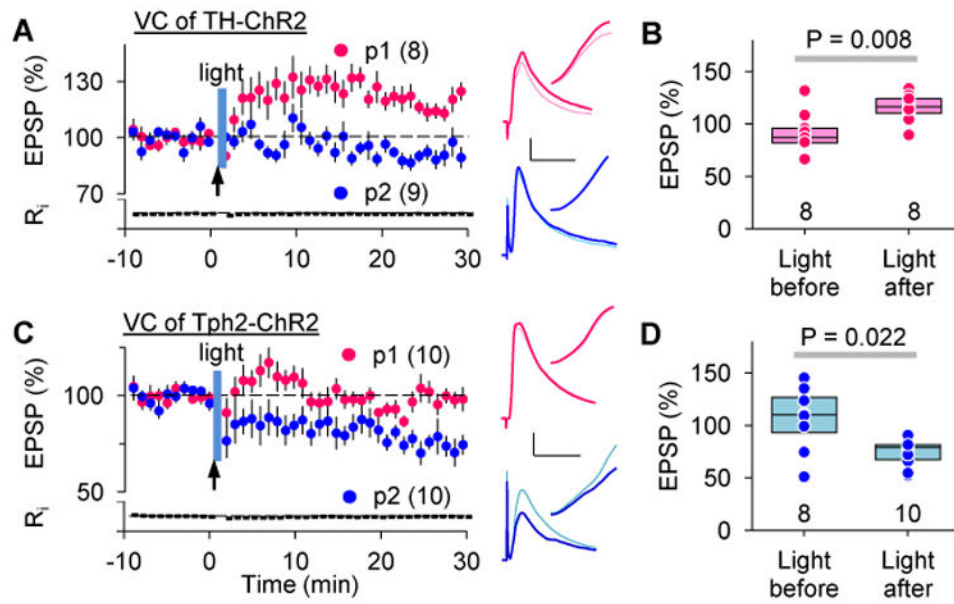 A VC of TH-ChR2
p1 (8)
light
EPSP (%)
130
100
70
p2 (9)
Ri
-10 0 10 20 30
B
P = 0.008
EPSP (%)
150
100
50
0
8 8
Light before
Light after
C VC of Tph2-ChR2
light
p1 (10)
EPSP (%)
100
50
p2 (10)
Ri
-10 0 10 20 30
Time (min)
D
P = 0.022
EPSP (%)
150
100
50
0
8 10
Light before
Light after